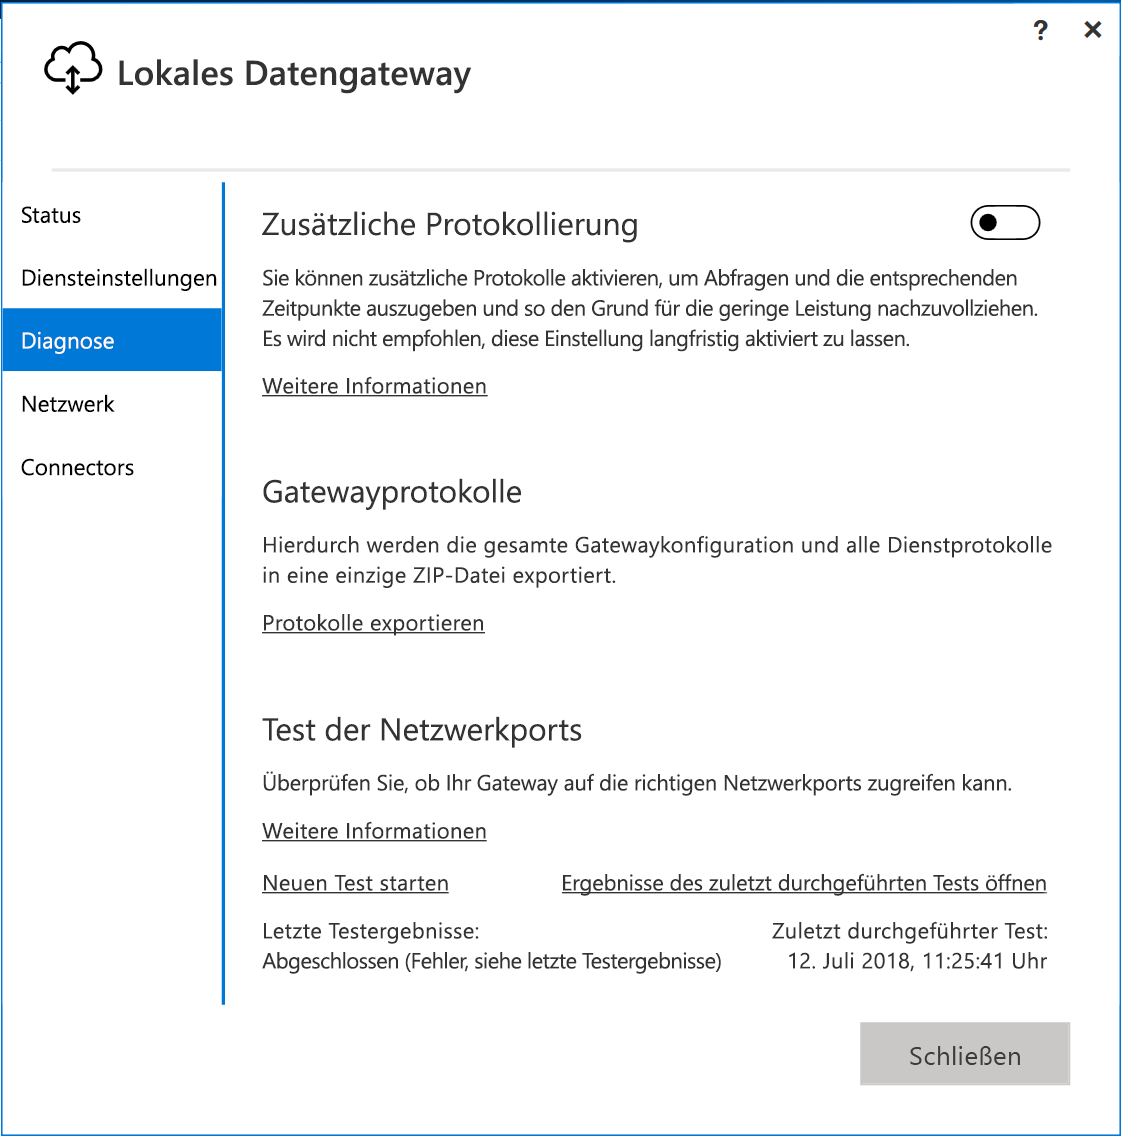 ?
Lokales Datengateway
Status
Diensteinstellungen
Diagnose
Netzwerk
Connectors
Zusätzliche Protokollierung
Sie können zusätzliche Protokolle aktivieren, um Abfragen und die entsprechenden
Zeitpunkte auszugeben und so den Grund für die geringe Leistung nachzuvollziehen.
Es wird nicht empfohlen, diese Einstellung langfristig aktiviert zu lassen.
Weitere Informationen
Gatewayprotokolle
Hierdurch werden die gesamte Gatewaykonfiguration und alle Dienstprotokolle
in eine einzige ZIP-Datei exportiert.
Protokolle exportieren
Test der Netzwerkports
Überprüfen Sie, ob Ihr Gateway auf die richtigen Netzwerkports zugreifen kann.
Weitere Informationen
Neuen Test starten
Ergebnisse des zuletzt durchgeführten Tests öffnen
Letzte Testergebnisse:
Abgeschlossen (Fehler, siehe letzte Testergebnisse)
Zuletzt durchgeführter Test:
12. Juli 2018, 11:25:41 Uhr
Schließen